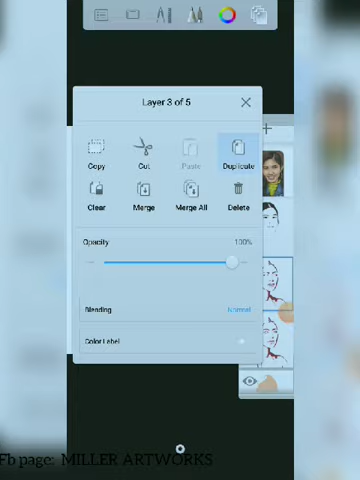 Layer 3 of 5
Copy Cut Paste Duplicate
Clear Merge Merge All Delete
Opacity 100%
Blending Normal
Color Label
Fb page: MILLER ARTWORKS